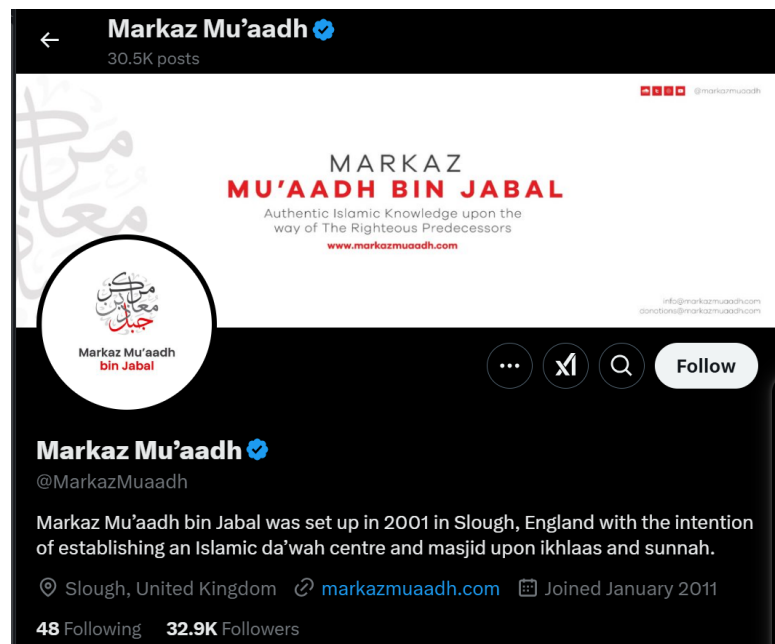 Markaz Mu’aadh
30.5K posts
@markazmuaadh
MARKAZ
MU’AADH BIN JABAL
Authentic Islamic Knowledge upon the
way of The Righteous Predecessors
www.markazmuaadh.com
info@markazmuaadh.com
donations@markazmuaadh.com
مركز
معاذ بن
جبل
Markaz Mu’aadh
bin Jabal
Follow
Markaz Mu’aadh
@MarkazMuaadh
Markaz Mu’aadh bin Jabal was set up in 2001 in Slough, England with the intention
of establishing an Islamic da’wah centre and masjid upon ikhlaas and sunnah.
Slough, United Kingdom markazmuaadh.com Joined January 2011
48 Following 32.9K Followers